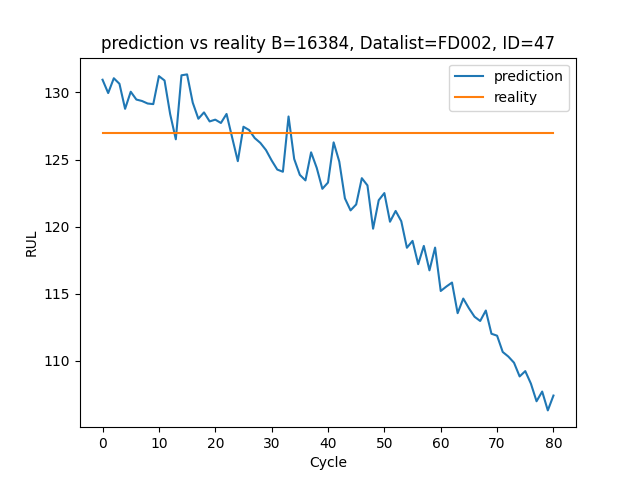 prediction vs reality B=16384, Datalist=FD002, ID=47
prediction
reality
130
125
120
115
110
RUL
0 10 20 30 40 50 60 70 80
Cycle